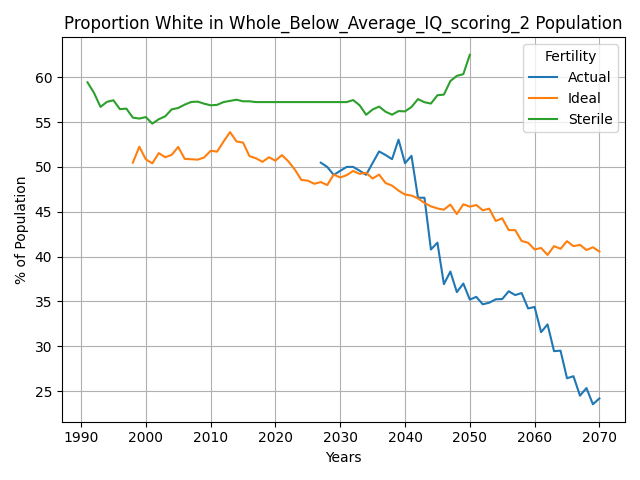 Proportion White in Whole_Below_Average_IQ_scoring_2 Population
% of Population
60
55
50
45
40
35
30
25
Fertility
Actual
Ideal
Sterile
1990 2000 2010 2020 2030 2040 2050 2060 2070
Years